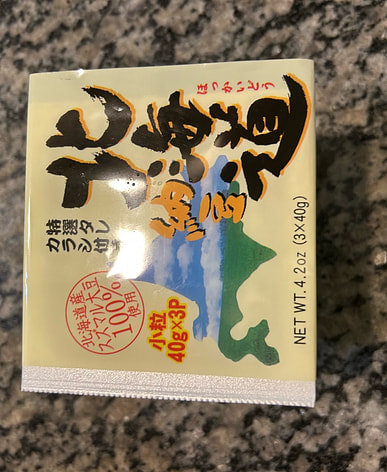 ほっかいどう
北海道
納豆
特選タレ
カラシ付
北海道産
スズマル大豆
100%
使用
小粒
40g×3P
NET WT. 4.2 oz (3×40g)